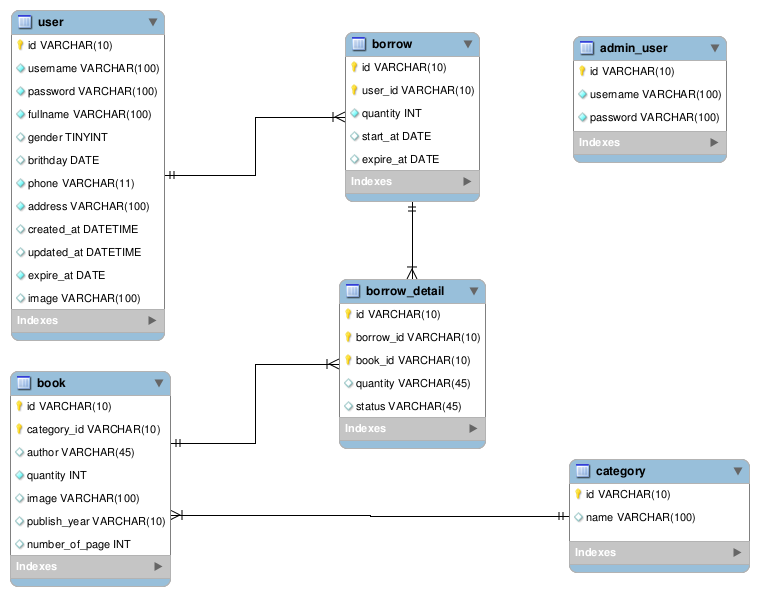 user
id VARCHAR(10)
username VARCHAR(100)
password VARCHAR(100)
fullname VARCHAR(100)
gender TINYINT
brithday DATE
phone VARCHAR(11)
address VARCHAR(100)
created_at DATETIME
updated_at DATETIME
expire_at DATE
image VARCHAR(100)
Indexes
borrow
id VARCHAR(10)
user_id VARCHAR(10)
quantity INT
start_at DATE
expire_at DATE
Indexes
admin_user
id VARCHAR(10)
username VARCHAR(100)
password VARCHAR(100)
Indexes
borrow_detail
id VARCHAR(10)
borrow_id VARCHAR(10)
book_id VARCHAR(10)
quantity VARCHAR(45)
status VARCHAR(45)
Indexes
book
id VARCHAR(10)
category_id VARCHAR(10)
author VARCHAR(45)
quantity INT
image VARCHAR(100)
publish_year VARCHAR(10)
number_of_page INT
Indexes
category
id VARCHAR(10)
name VARCHAR(100)
Indexes